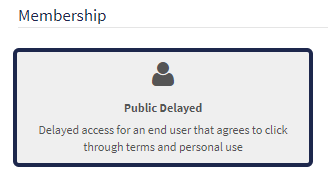 Membership
Public Delayed
Delayed access for an end user that agrees to click
through terms and personal use